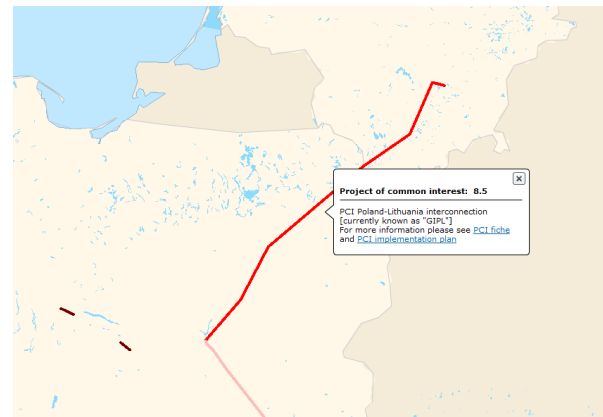 Project of common interest: 8.5
PCI Poland-Lithuania interconnection
[currently known as "GIPL"]
For more information please see PCI fiche
and PCI implementation plan